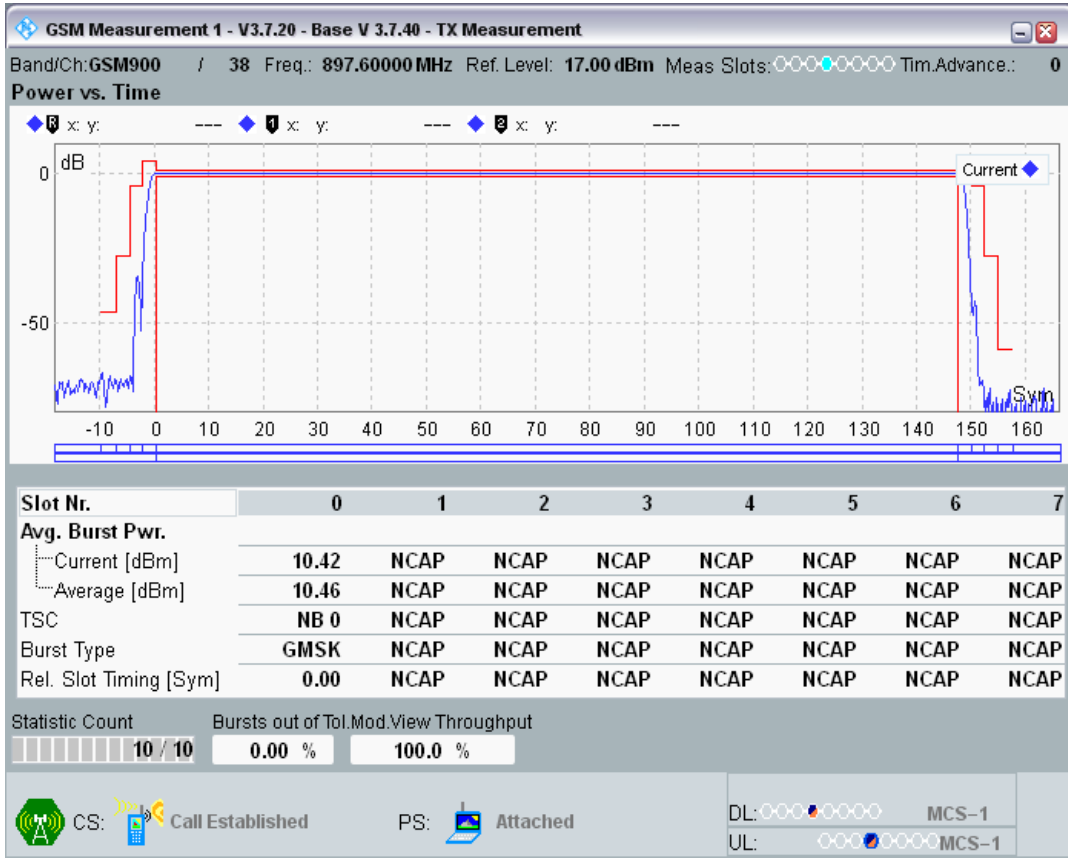 GSM Measurement 1 - V3.7.20 - Base V 3.7.40 - TX Measurement
Band/Ch:GSM900 / 38 Freq.: 897.60000 MHz Ref. Level: 17.00 dBm Meas Slots: Tim.Advance.: 0
Power vs. Time
R x: y: --- 1 x: y: --- 2 x: y: ---
dB
Current
0
-50
Sym
-10 0 10 20 30 40 50 60 70 80 90 100 110 120 130 140 150 160
Slot Nr. 0 1 2 3 4 5 6 7
Avg. Burst Pwr.
Current [dBm] 10.42 NCAP NCAP NCAP NCAP NCAP NCAP NCAP
Average [dBm] 10.46 NCAP NCAP NCAP NCAP NCAP NCAP NCAP
TSC NB 0 NCAP NCAP NCAP NCAP NCAP NCAP NCAP
Burst Type GMSK NCAP NCAP NCAP NCAP NCAP NCAP NCAP
Rel. Slot Timing [Sym] 0.00 NCAP NCAP NCAP NCAP NCAP NCAP NCAP
Statistic Count Bursts out of Tol.Mod.View Throughput
10 / 10 0.00 % 100.0 %
DL: MCS-1
CS: Call Established PS: Attached
UL: MCS-1